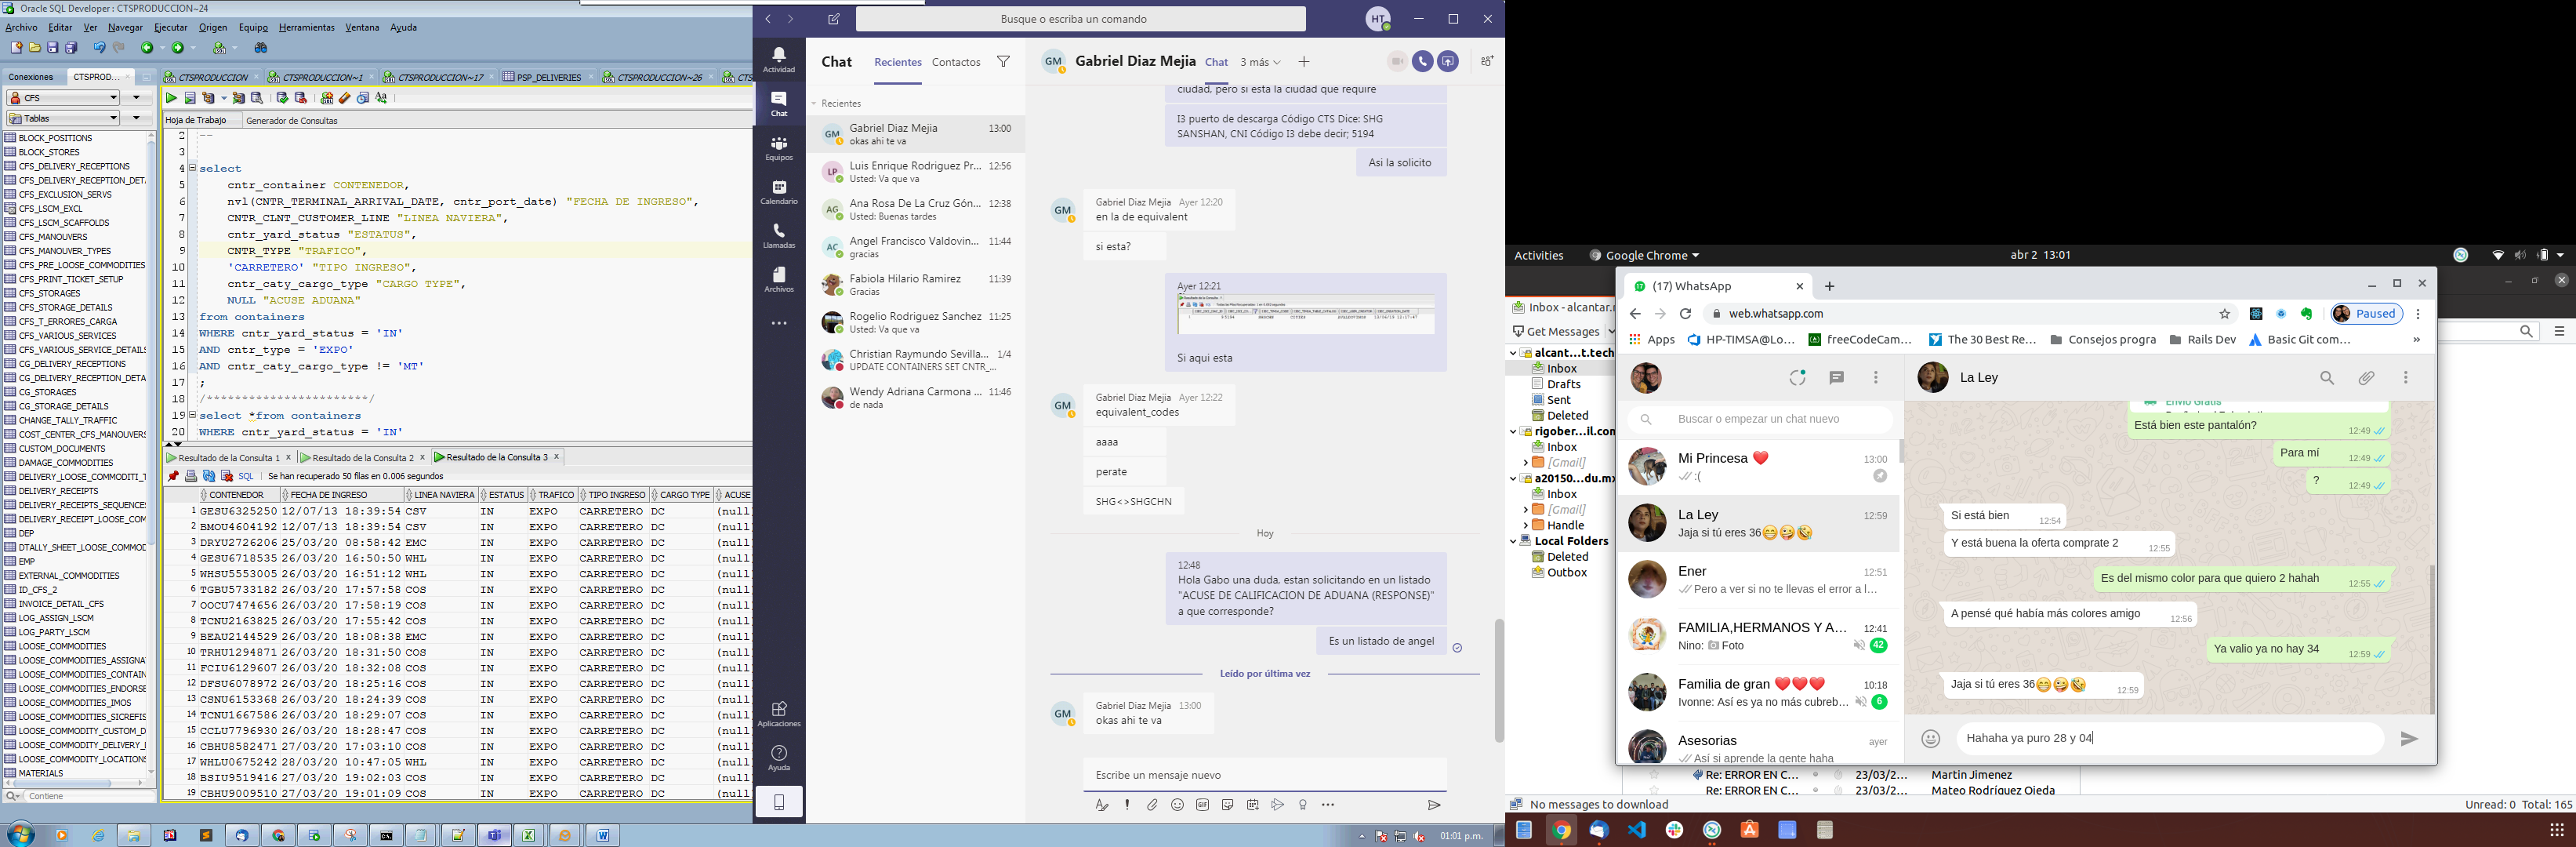 Oracle SQL Developer : CTSPRODUCCION~24
Archivo Editar Ver Navegar Ejecutar Origen Equipo Herramientas Ventana Ayuda
Conexiones CTSPROD...
CTSPRODUCCION CTSPRODUCCION~1 CTSPRODUCCION~17 PSP_DELIVERIES CTSPRODUCCION~26
CFS
Tablas
BLOCK_POSITIONS
BLOCK_STORES
CFS_DELIVERY_RECEPTIONS
CFS_DELIVERY_RECEPTION_DET
CFS_EXCLUSION_SERVS
CFS_LSCM_EXCL
CFS_LSCM_SCAFFOLDS
CFS_MANOUVERS
CFS_MANOUVER_TYPES
CFS_PRE_LOOSE_COMMODITIES
CFS_PRINT_TICKET_SETUP
CFS_STORAGES
CFS_STORAGE_DETAILS
CFS_T_ERRORES_CARGA
CFS_VARIOUS_SERVICES
CFS_VARIOUS_SERVICE_DETAILS
CG_DELIVERY_RECEPTIONS
CG_DELIVERY_RECEPTION_DETA
CG_STORAGES
CG_STORAGE_DETAILS
CHANGE_TALLY_TRAFFIC
COST_CENTER_CFS_MANOUVERS
CUSTOM_DOCUMENTS
DAMAGE_COMMODITIES
DELIVERY_LOOSE_COMMODITI_T
DELIVERY_RECEIPTS
DELIVERY_RECEIPTS_SEQUENCE
DELIVERY_RECEIPT_LOOSE_COM
DEP
DTALLY_SHEET_LOOSE_COMMOD
EMP
EXTERNAL_COMMODITIES
ID_CFS_2
INVOICE_DETAIL_CFS
LOG_ASSIGN_LSCM
LOG_PARTY_LSCM
LOOSE_COMMODITIES
LOOSE_COMMODITIES_ASSIGNA
LOOSE_COMMODITIES_CONTAIN
LOOSE_COMMODITIES_ENDORSE
LOOSE_COMMODITIES_IMOS
LOOSE_COMMODITIES_SICREFIS
LOOSE_COMMODITY_CUSTOM_D
LOOSE_COMMODITY_DELIVERY_
LOOSE_COMMODITY_LOCATIONS
MATERIALS
Contiene
Hoja de Trabajo Generador de Consultas
2 --
3
4 select
5 cntr_container CONTENEDOR,
6 nvl(CNTR_TERMINAL_ARRIVAL_DATE, cntr_port_date) "FECHA DE INGRESO",
7 CNTR_CLNT_CUSTOMER_LINE "LINEA NAVIERA",
8 cntr_yard_status "ESTATUS",
9 CNTR_TYPE "TRAFICO",
10 'CARRETERO' "TIPO INGRESO",
11 cntr_caty_cargo_type "CARGO TYPE",
12 NULL "ACUSE ADUANA"
13 from containers
14 WHERE cntr_yard_status = 'IN'
15 AND cntr_type = 'EXPO'
16 AND cntr_caty_cargo_type != 'MT'
17 ;
18 /***********************/
19 select *from containers
20 WHERE cntr_yard_status = 'IN'
Resultado de la Consulta 1 Resultado de la Consulta 2 Resultado de la Consulta 3
SQL Se han recuperado 50 filas en 0.006 segundos
CONTENEDOR FECHA DE INGRESO LINEA NAVIERA ESTATUS TRAFICO TIPO INGRESO CARGO TYPE ACUSE
1 GESU6325250 12/07/13 18:39:54 CSV IN EXPO CARRETERO DC (null
2 BMOU4604192 12/07/13 18:39:54 CSV IN EXPO CARRETERO DC (null
3 DRYU2726206 25/03/20 08:58:42 EMC IN EXPO CARRETERO DC (null
4 GESU6718535 26/03/20 16:50:50 WHL IN EXPO CARRETERO DC (null
5 WHSU5553005 26/03/20 16:51:12 WHL IN EXPO CARRETERO DC (null
6 TGBU5733182 26/03/20 17:57:58 COS IN EXPO CARRETERO DC (null
7 OOCU7474656 26/03/20 17:58:19 COS IN EXPO CARRETERO DC (null
8 TCNU2163825 26/03/20 17:55:42 COS IN EXPO CARRETERO DC (null
9 BEAU2144529 26/03/20 18:08:38 EMC IN EXPO CARRETERO DC (null
10 TRHU1294871 26/03/20 18:31:50 COS IN EXPO CARRETERO DC (null
11 FCIU6129607 26/03/20 18:32:08 COS IN EXPO CARRETERO DC (null
12 DFSU6078972 26/03/20 18:25:16 COS IN EXPO CARRETERO DC (null
13 CSNU6153368 26/03/20 18:24:39 COS IN EXPO CARRETERO DC (null
14 TCNU1667586 26/03/20 18:29:07 COS IN EXPO CARRETERO DC (null
15 CCLU7796930 26/03/20 18:28:47 COS IN EXPO CARRETERO DC (null
16 CBHU8582471 27/03/20 17:03:10 COS IN EXPO CARRETERO DC (null
17 WHLU0675242 28/03/20 10:47:05 WHL IN EXPO CARRETERO DC (null
18 BSIU9519416 27/03/20 19:02:03 COS IN EXPO CARRETERO DC (null
19 CBHU9009510 27/03/20 19:01:09 COS IN EXPO CARRETERO DC (null
Busque o escriba un comando
HT
Actividad
Chat
Equipos
Calendario
Llamadas
Archivos
Aplicaciones
Ayuda
Chat Recientes Contactos
Recientes
GM Gabriel Diaz Mejia 13:00
okas ahi te va
LP Luis Enrique Rodriguez Pr... 12:56
Usted: Va que va
AG Ana Rosa De La Cruz Gón... 12:38
Usted: Buenas tardes
AC Angel Francisco Valdovin... 11:44
gracias
Fabiola Hilario Ramirez 11:39
Gracias
Rogelio Rodriguez Sanchez 11:25
Usted: Va que va
Christian Raymundo Sevilla... 1/4
UPDATE CONTAINERS SET CNTR_...
Wendy Adriana Carmona ... 11:46
de nada
GM Gabriel Diaz Mejia Chat 3 más
ciudad, pero si esta la ciudad que require
I3 puerto de descarga Código CTS Dice: SHG
SANSHAN, CNI Código I3 debe decir; 5194
Asi la solicito
GM Gabriel Diaz Mejia Ayer 12:20
en la de equivalent
si esta?
Ayer 12:21
Si aqui esta
GM Gabriel Diaz Mejia Ayer 12:22
equivalent_codes
aaaa
perate
SHG<>SHGCHN
Hoy
12:48
Hola Gabo una duda, estan solicitando en un listado
"ACUSE DE CALIFICACION DE ADUANA (RESPONSE)"
a que corresponde?
Es un listado de angel
Leído por última vez
GM Gabriel Diaz Mejia 13:00
okas ahi te va
Escribe un mensaje nuevo
GIF
01:01 p.m.
Activities Google Chrome abr 2 13:01
Inbox - alcantar.r
Get Messages
alcant...t.tech
Inbox
Drafts
Sent
Deleted
rigober...il.com
Inbox
[Gmail]
a20150...du.mx
Inbox
[Gmail]
Handle
Local Folders
Deleted
Outbox
(17) WhatsApp
web.whatsapp.com
Paused
Apps HP-TIMSA@Lo... freeCodeCam... The 30 Best Re... Consejos progra Rails Dev Basic Git com... »
Buscar o empezar un chat nuevo
Mi Princesa ❤️ 13:00
:(
La Ley 12:59
Jaja si tú eres 36😁🤪🤣
Ener 12:51
Pero a ver si no te llevas el error a l...
FAMILIA,HERMANOS Y A... 12:41
Nino: Foto 42
Familia de gran ❤️❤️❤️ 10:18
Ivonne: Así es ya no más cubreb... 6
Asesorias ayer
Así si aprende la gente haha
La Ley
Envío Gratis
Está bien este pantalón? 12:49
Para mí 12:49
? 12:49
Si está bien 12:54
Y está buena la oferta comprate 2 12:55
Es del mismo color para que quiero 2 hahah 12:55
A pensé qué había más colores amigo 12:56
Ya valio ya no hay 34 12:59
Jaja si tú eres 36😁🤪🤣 12:59
Hahaha ya puro 28 y 04
Re: ERROR EN C... 23/03/2... Martin Jimenez
Re: ERROR EN C... 23/03/2... Mateo Rodríguez Ojeda
No messages to download Unread: 0 Total: 165